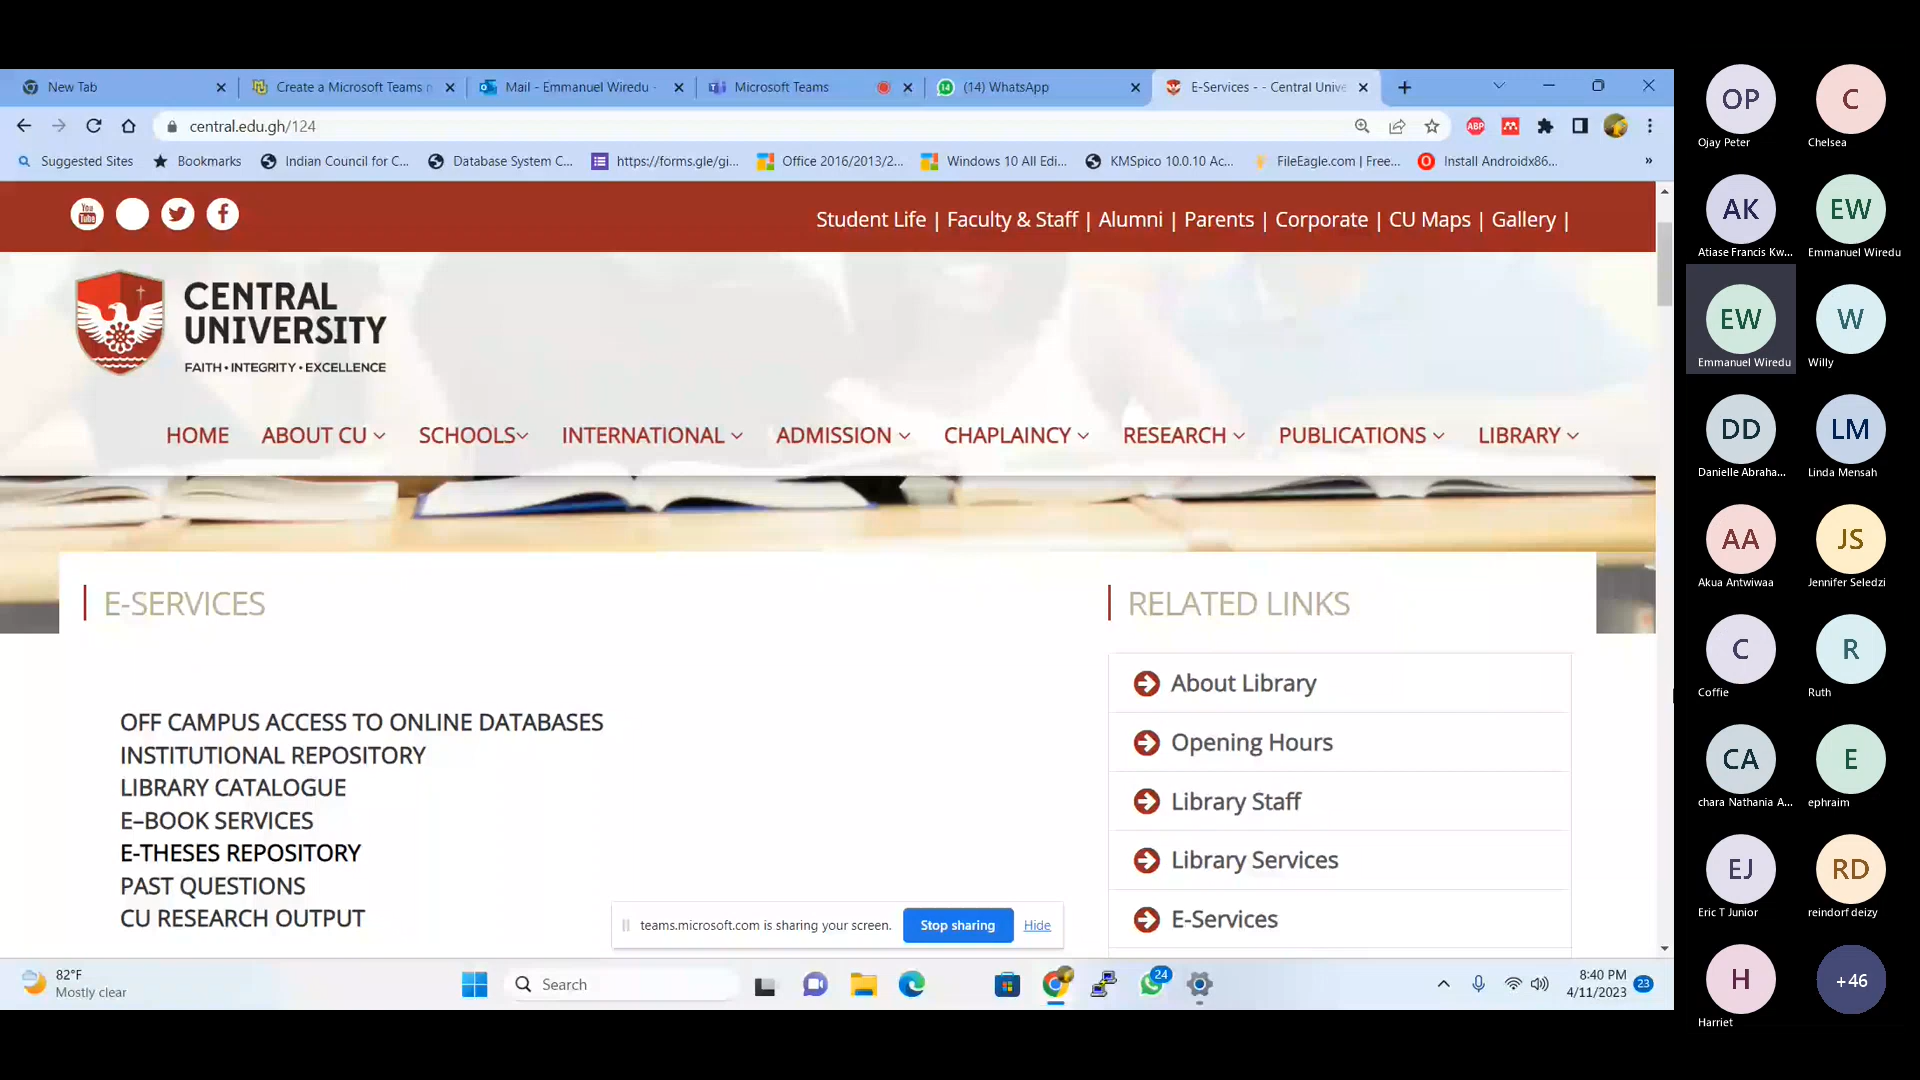 New Tab
Create a Microsoft Teams
Mail - Emmanuel Wiredu -
Microsoft Teams
14
(14) WhatsApp
E-Services - - Central Unive
central.edu.gh/124
ABP
Suggested Sites
Bookmarks
Indian Council for C...
Database System C...
https://forms.gle/gi...
Office 2016/2013/2...
Windows 10 All Edi...
KMSpico 10.0.10 Ac...
FileEagle.com | Free...
Install Androidx86...
»
You Tube
Student Life | Faculty & Staff | Alumni | Parents | Corporate | CU Maps | Gallery |
CENTRAL
UNIVERSITY
FAITH • INTEGRITY • EXCELLENCE
HOME
ABOUT CU
SCHOOLS
INTERNATIONAL
ADMISSION
CHAPLAINCY
RESEARCH
PUBLICATIONS
LIBRARY
E-SERVICES
OFF CAMPUS ACCESS TO ONLINE DATABASES
INSTITUTIONAL REPOSITORY
LIBRARY CATALOGUE
E–BOOK SERVICES
E-THESES REPOSITORY
PAST QUESTIONS
CU RESEARCH OUTPUT
RELATED LINKS
About Library
Opening Hours
Library Staff
Library Services
E-Services
teams.microsoft.com is sharing your screen.
Stop sharing
Hide
82°F
Mostly clear
Search
24
8:40 PM
4/11/2023
23
OP
Ojay Peter
C
Chelsea
AK
Atiase Francis Kw...
EW
Emmanuel Wiredu
EW
Emmanuel Wiredu
W
Willy
DD
Danielle Abraha...
LM
Linda Mensah
AA
Akua Antwiwaa
JS
Jennifer Seledzi
C
Coffie
R
Ruth
CA
chara Nathania A...
E
ephraim
EJ
Eric T Junior
RD
reindorf deizy
H
Harriet
+46